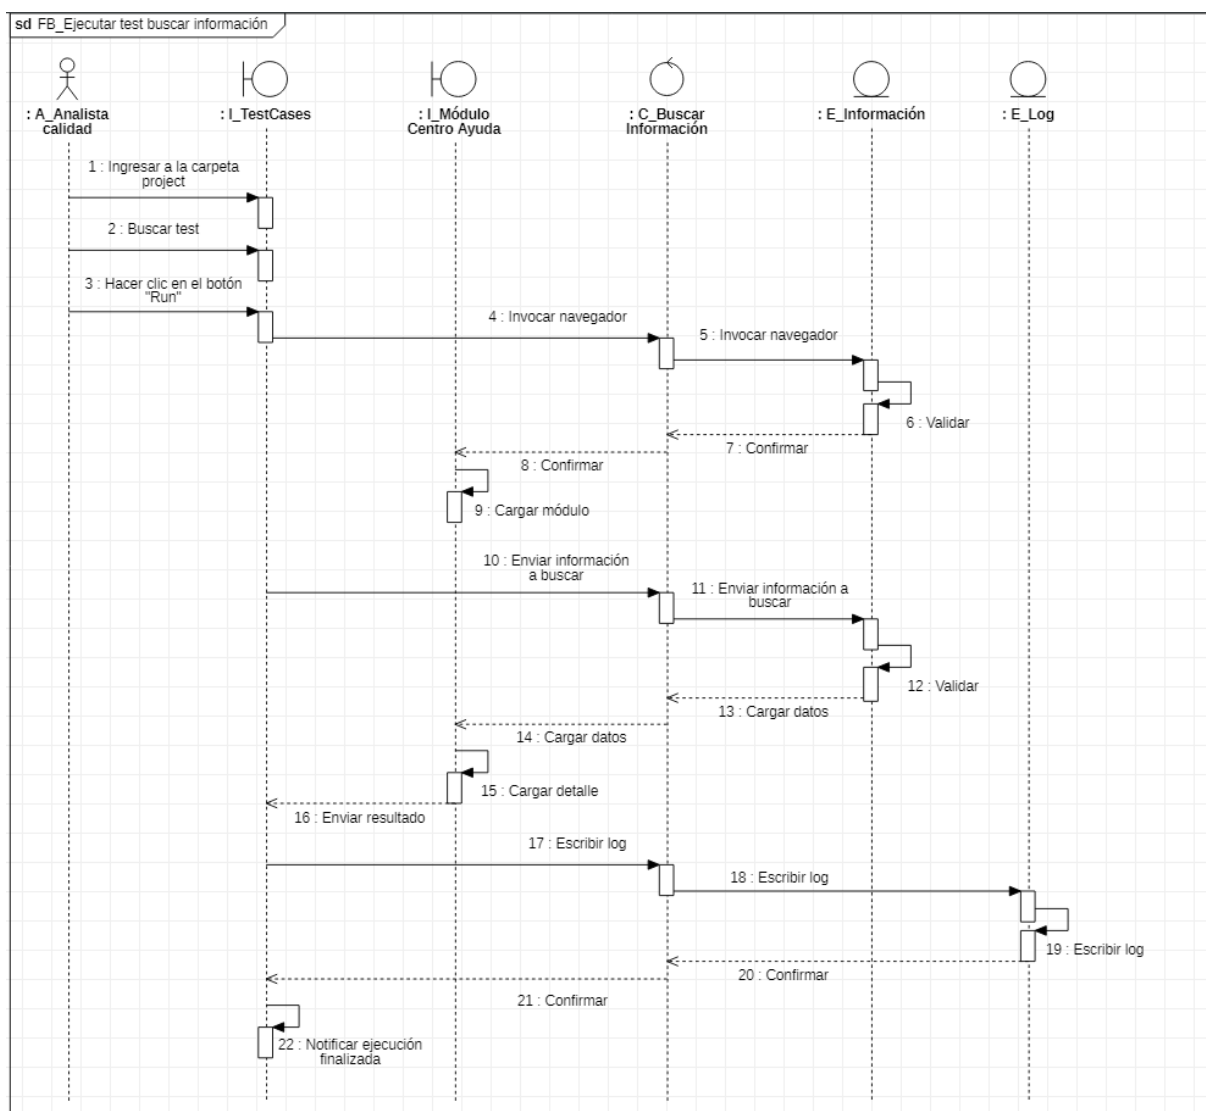 sd FB_Ejecutar test buscar información
: A_Analista
calidad
: I_TestCases
: I_Módulo
Centro Ayuda
: C_Buscar
Información
: E_Información
: E_Log
1 : Ingresar a la carpeta
project
2 : Buscar test
3 : Hacer clic en el botón
"Run"
4 : Invocar navegador
5 : Invocar navegador
6 : Validar
7 : Confirmar
8 : Confirmar
9 : Cargar módulo
10 : Enviar información
a buscar
11 : Enviar información a
buscar
12 : Validar
13 : Cargar datos
14 : Cargar datos
15 : Cargar detalle
16 : Enviar resultado
17 : Escribir log
18 : Escribir log
19 : Escribir log
20 : Confirmar
21 : Confirmar
22 : Notificar ejecución
finalizada